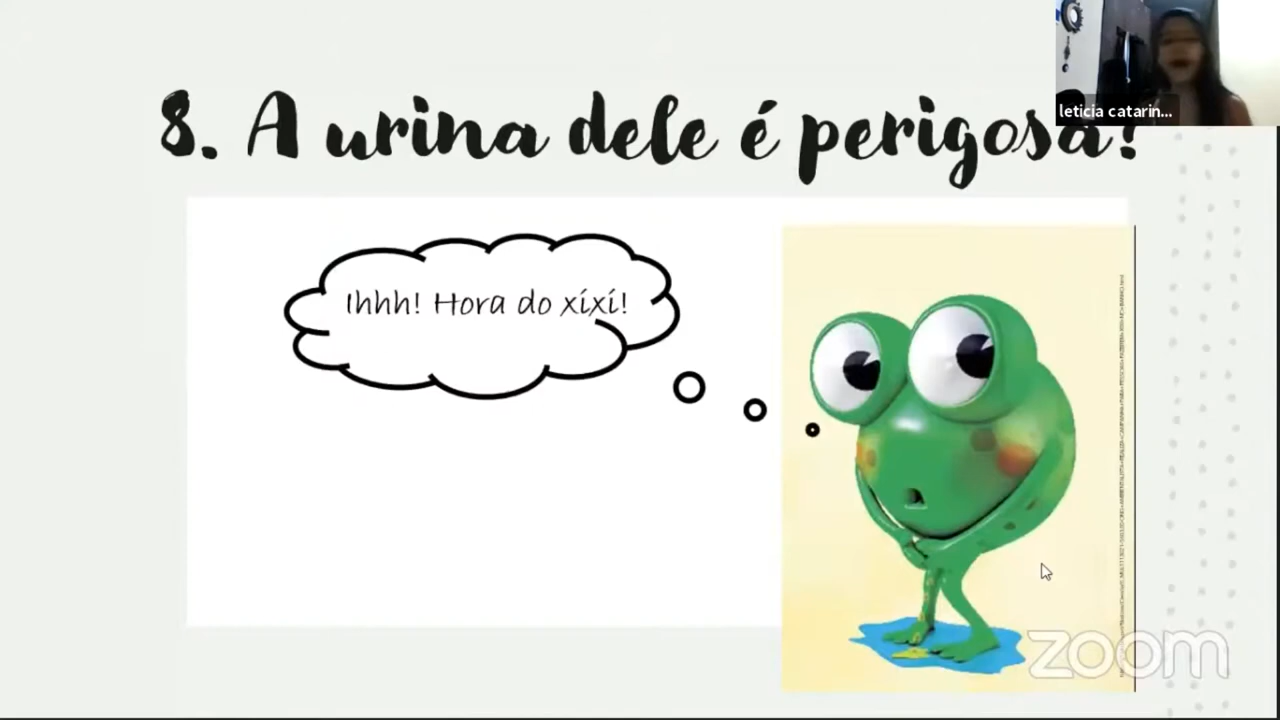 8. A urina dele é perigosa?
leticia catarin...
Ihhh! Hora do xixi!
zoom